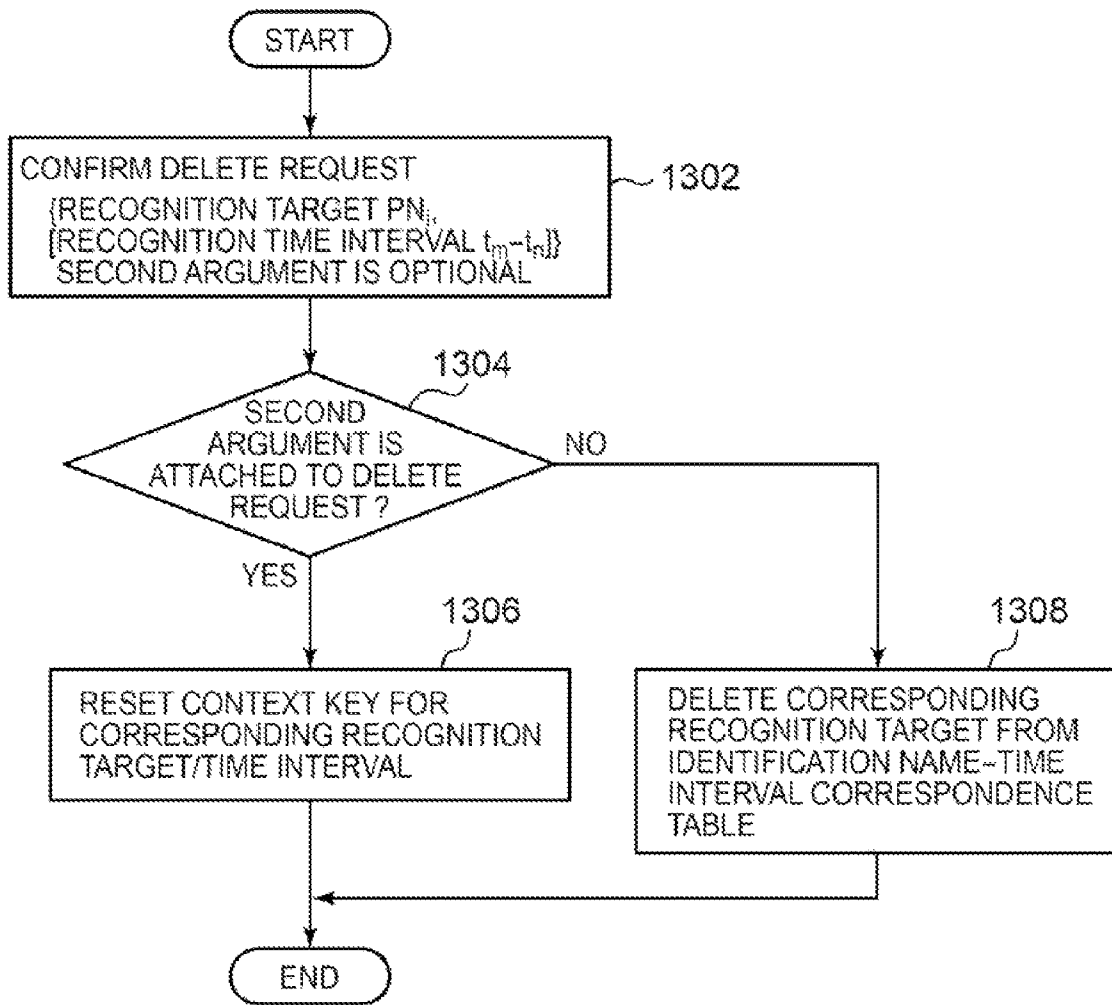 START
CONFIRM DELETE REQUEST
{RECOGNITION TARGET PNi,
[RECOGNITION TIME INTERVAL tm-tn]}
SECOND ARGUMENT IS OPTIONAL
1302
1304
SECOND
ARGUMENT IS
ATTACHED TO DELETE
REQUEST ?
NO
YES
1306
RESET CONTEXT KEY FOR
CORRESPONDING RECOGNITION
TARGET/TIME INTERVAL
1308
DELETE CORRESPONDING
RECOGNITION TARGET FROM
IDENTIFICATION NAME-TIME
INTERVAL CORRESPONDENCE
TABLE
END